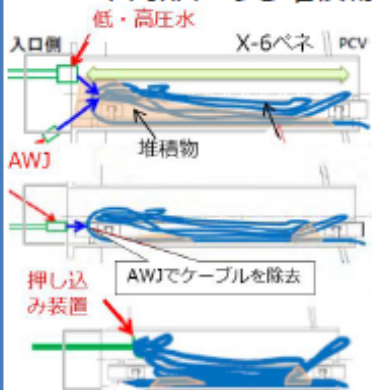 低・高圧水
入口側
X-6ペネ
PCV
堆積物
AWJ
AWJでケーブルを除去
押し込
み装置